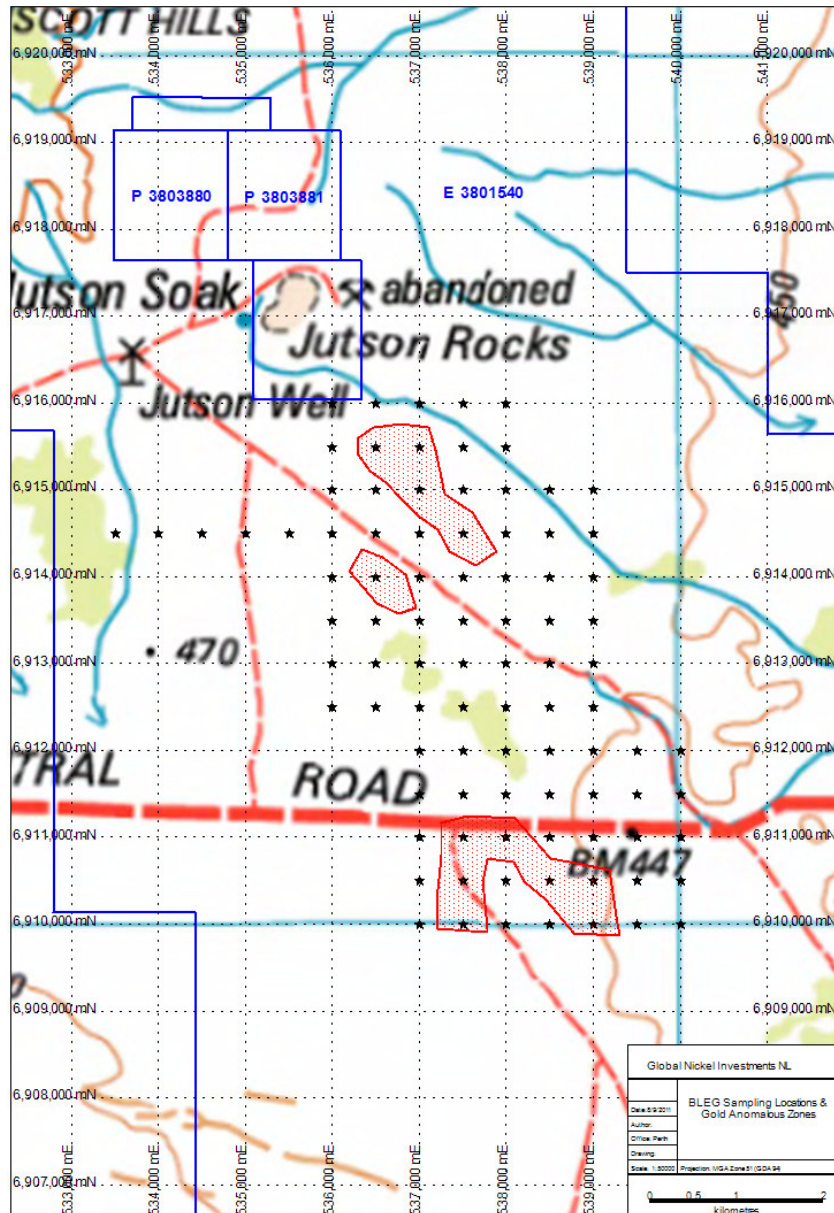 SCOTT HILLS
533,000 mE
534,000 mE
535,000 mE
536,000 mE
537,000 mE
538,000 mE
539,000 mE
540,000 mE
541,000 mE
6,920,000 mN
6,920,000 mN
6,919,000 mN
6,919,000 mN
P 3803880
P 3803881
E 3801540
6,918,000 mN
6,918,000 mN
Jutson Soak
abandoned
450
6,917,000 mN
6,917,000 mN
Jutson Rocks
Jutson Well
6,916,000 mN
6,916,000 mN
6,915,000 mN
6,915,000 mN
6,914,000 mN
6,914,000 mN
470
6,913,000 mN
6,913,000 mN
6,912,000 mN
6,912,000 mN
TRAL
ROAD
6,911,000 mN
6,911,000 mN
BM447
6,910,000 mN
6,910,000 mN
0
6,909,000 mN
6,909,000 mN
6,908,000 mN
6,907,000 mN
533,000 mE
534,000 mE
535,000 mE
536,000 mE
537,000 mE
538,000 mE
539,000 mE
Global Nickel Investments NL
BLEG Sampling Locations &
Gold Anomalous Zones
Date: 5/9/2011
Author:
Office: Perth
Drawing:
Scale: 1:50000
Projection: MGA Zone 51 (GDA 94)
0 0.5 1 2
kilometres